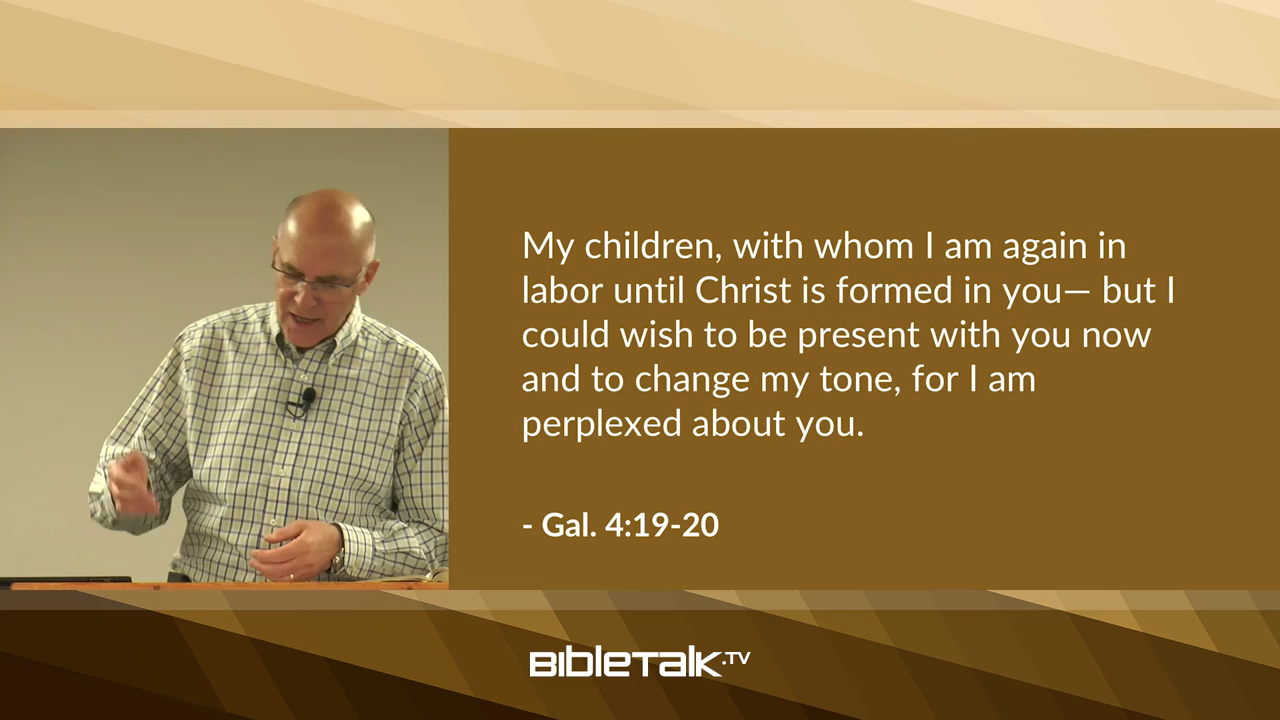 My children, with whom I am again in
labor until Christ is formed in you— but I
could wish to be present with you now
and to change my tone, for I am
perplexed about you.
- Gal. 4:19-20
BibleTalk.TV